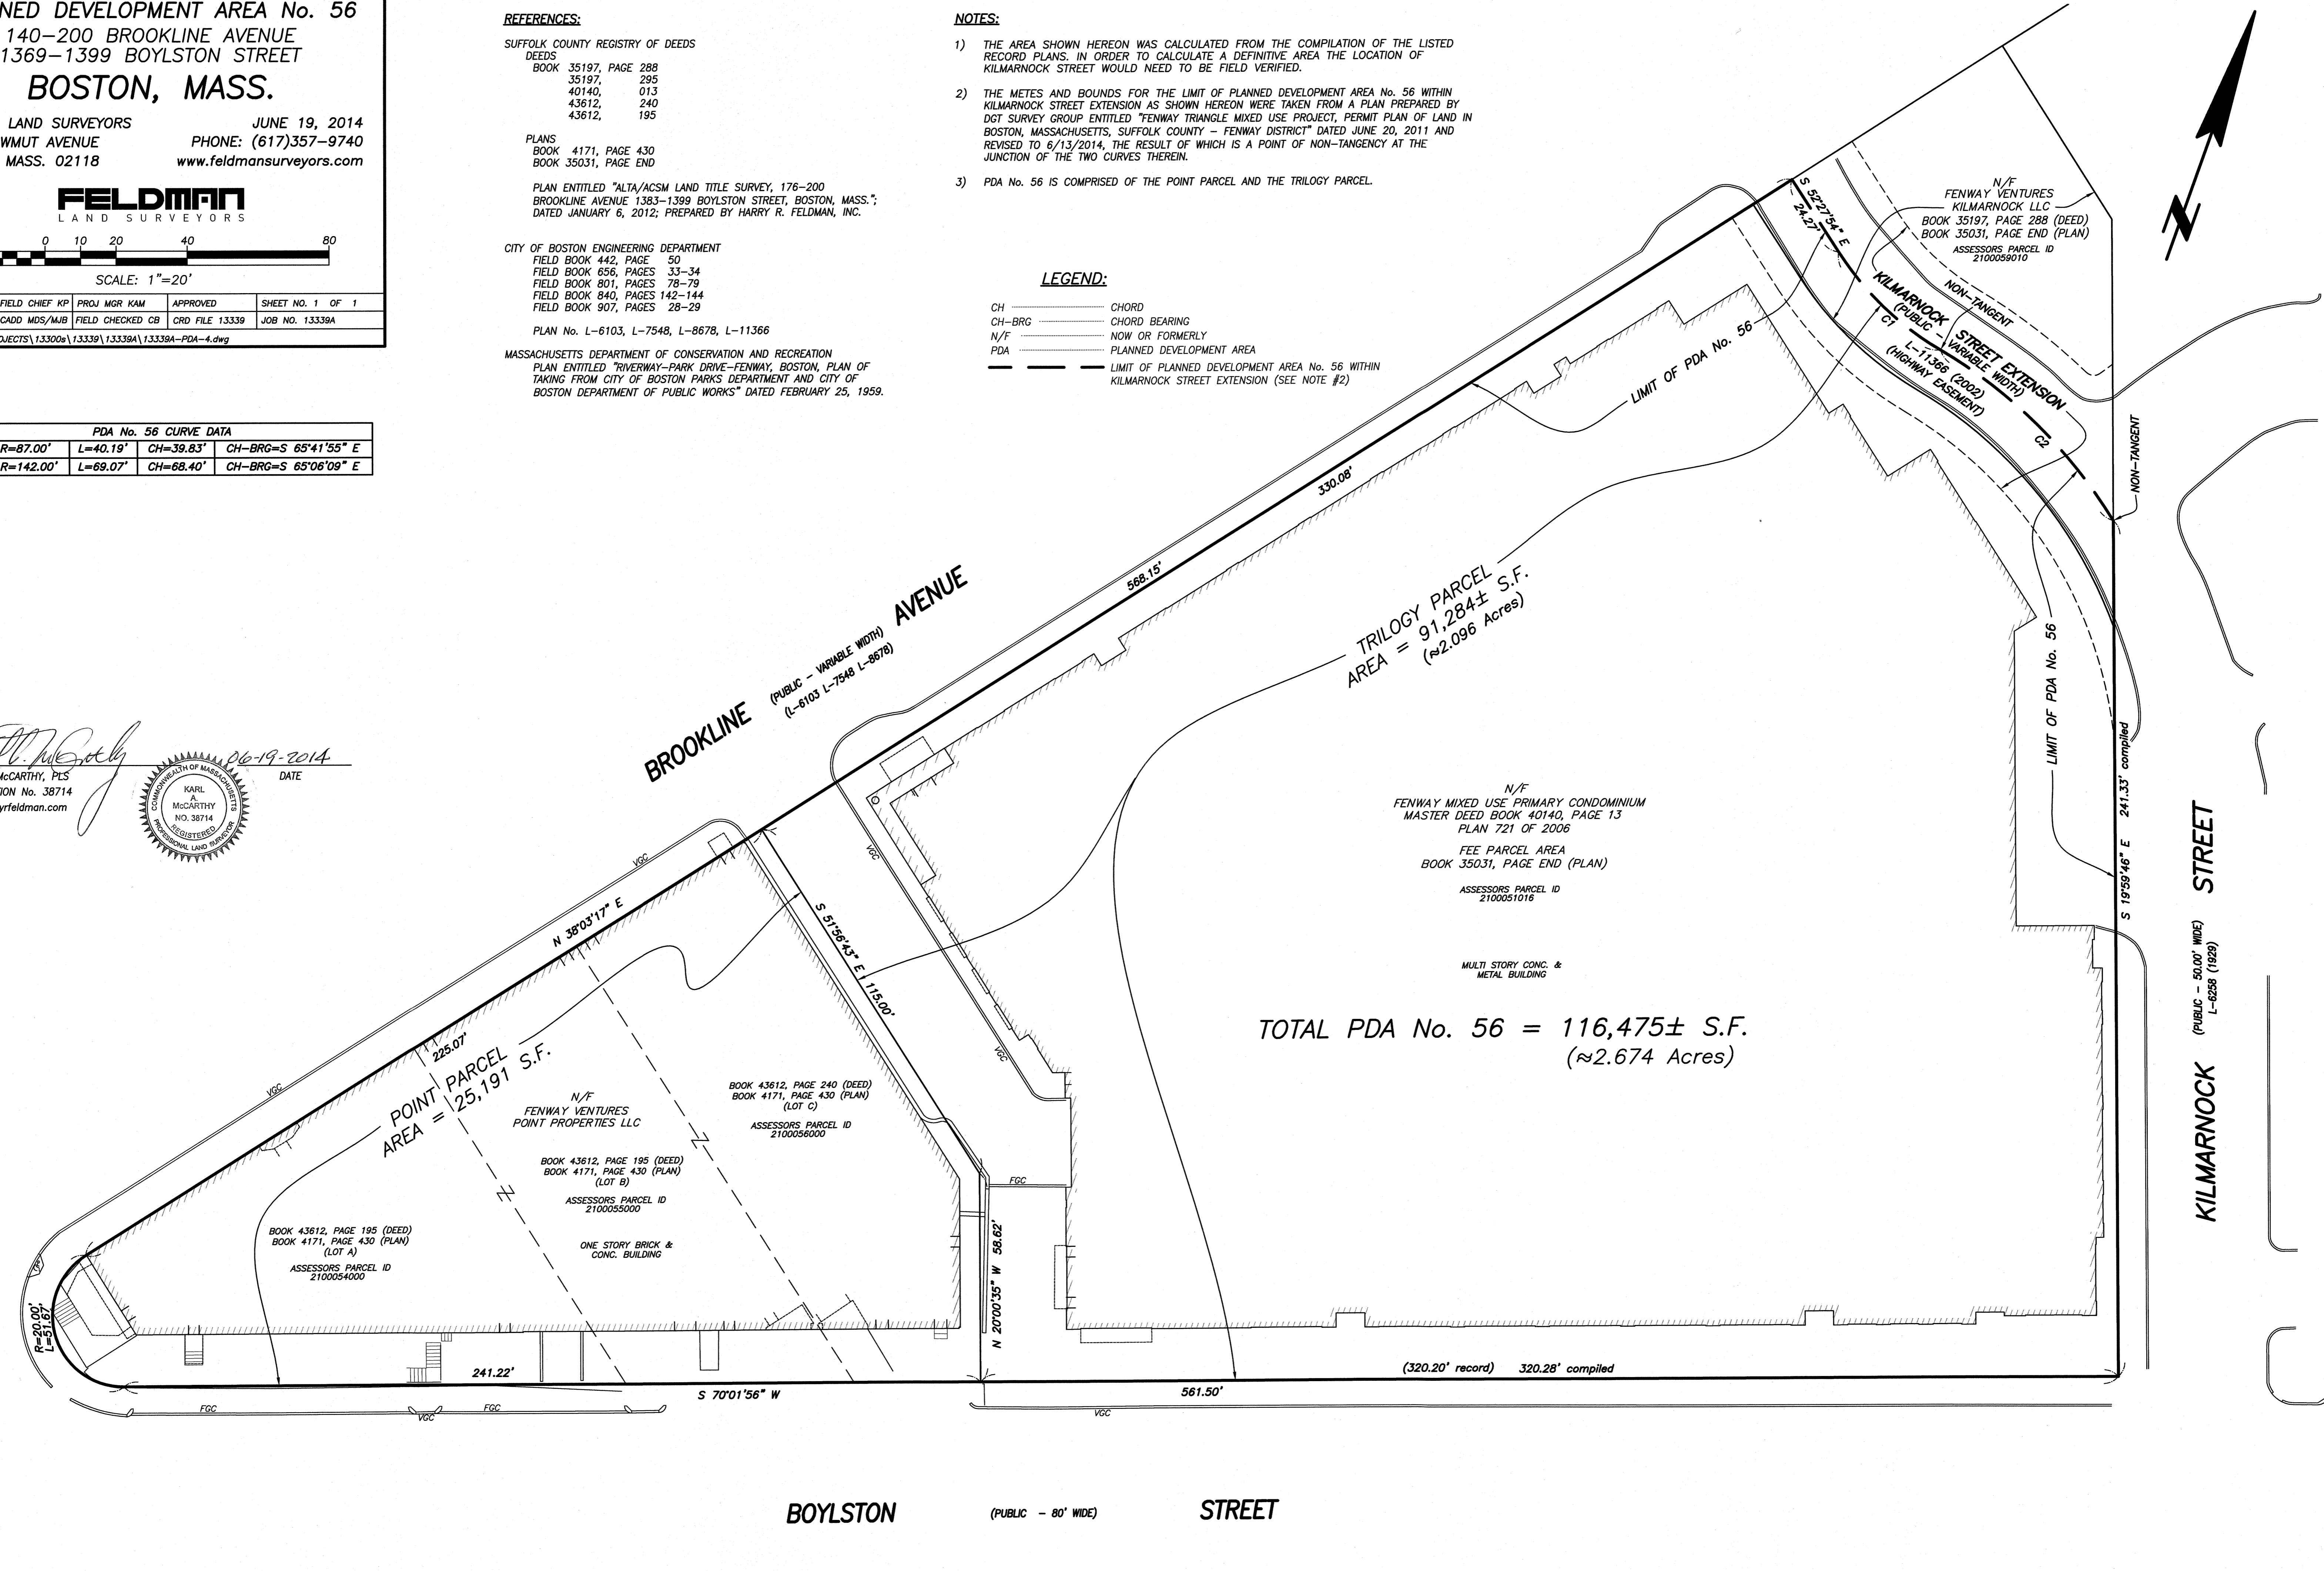 NED DEVELOPMENT AREA No. 56
140-200 BROOKLINE AVENUE
1369-1399 BOYLSTON STREET
BOSTON, MASS.
LAND SURVEYORS JUNE 19, 2014
WMUT AVENUE PHONE: (617)357-9740
MASS. 02118 www.feldmansurveyors.com
FELDMAN
LAND SURVEYORS
0 10 20 40 80
SCALE: 1"=20'
FIELD CHIEF KP PROJ MGR KAM APPROVED SHEET NO. 1 OF 1
CADD MDS/MJB FIELD CHECKED CB CRD FILE 13339 JOB NO. 13339A
OJECTS\13300s\13339\13339A\13339A-PDA-4.dwg
PDA No. 56 CURVE DATA
R=87.00' L=40.19' CH=39.83' CH-BRG=S 65°41'55" E
R=142.00' L=69.07' CH=68.40' CH-BRG=S 65°06'09" E
06-19-2014
McCARTHY, PLS DATE
ION No. 38714
yrfeldman.com
COMMONWEALTH OF MASSACHUSETTS
KARL
A.
McCARTHY
NO. 38714
REGISTERED
PROFESSIONAL LAND SURVEYOR
REFERENCES:
SUFFOLK COUNTY REGISTRY OF DEEDS
DEEDS
BOOK 35197, PAGE 288
35197, 295
40140, 013
43612, 240
43612, 195
PLANS
BOOK 4171, PAGE 430
BOOK 35031, PAGE END
PLAN ENTITLED "ALTA/ACSM LAND TITLE SURVEY, 176-200
BROOKLINE AVENUE 1383-1399 BOYLSTON STREET, BOSTON, MASS.";
DATED JANUARY 6, 2012; PREPARED BY HARRY R. FELDMAN, INC.
CITY OF BOSTON ENGINEERING DEPARTMENT
FIELD BOOK 442, PAGE 50
FIELD BOOK 656, PAGES 33-34
FIELD BOOK 801, PAGES 78-79
FIELD BOOK 840, PAGES 142-144
FIELD BOOK 907, PAGES 28-29
PLAN No. L-6103, L-7548, L-8678, L-11366
MASSACHUSETTS DEPARTMENT OF CONSERVATION AND RECREATION
PLAN ENTITLED "RIVERWAY-PARK DRIVE-FENWAY, BOSTON, PLAN OF
TAKING FROM CITY OF BOSTON PARKS DEPARTMENT AND CITY OF
BOSTON DEPARTMENT OF PUBLIC WORKS" DATED FEBRUARY 25, 1959.
NOTES:
1) THE AREA SHOWN HEREON WAS CALCULATED FROM THE COMPILATION OF THE LISTED
RECORD PLANS. IN ORDER TO CALCULATE A DEFINITIVE AREA THE LOCATION OF
KILMARNOCK STREET WOULD NEED TO BE FIELD VERIFIED.
2) THE METES AND BOUNDS FOR THE LIMIT OF PLANNED DEVELOPMENT AREA No. 56 WITHIN
KILMARNOCK STREET EXTENSION AS SHOWN HEREON WERE TAKEN FROM A PLAN PREPARED BY
DGT SURVEY GROUP ENTITLED "FENWAY TRIANGLE MIXED USE PROJECT, PERMIT PLAN OF LAND IN
BOSTON, MASSACHUSETTS, SUFFOLK COUNTY - FENWAY DISTRICT" DATED JUNE 20, 2011 AND
REVISED TO 6/13/2014, THE RESULT OF WHICH IS A POINT OF NON-TANGENCY AT THE
JUNCTION OF THE TWO CURVES THEREIN.
3) PDA No. 56 IS COMPRISED OF THE POINT PARCEL AND THE TRILOGY PARCEL.
LEGEND:
CH CHORD
CH-BRG CHORD BEARING
N/F NOW OR FORMERLY
PDA PLANNED DEVELOPMENT AREA
LIMIT OF PLANNED DEVELOPMENT AREA No. 56 WITHIN
KILMARNOCK STREET EXTENSION (SEE NOTE #2)
N
N/F
FENWAY VENTURES
KILMARNOCK LLC
BOOK 35197, PAGE 288 (DEED)
BOOK 35031, PAGE END (PLAN)
ASSESSORS PARCEL ID
2100059010
S 52°27'54" E
24.27'
KILMARNOCK STREET EXTENSION
(PUBLIC - VARIABLE WIDTH)
L-11366 (2002)
(HIGHWAY EASEMENT)
C1
C2
NON-TANGENT
NON-TANGENT
LIMIT OF PDA No. 56
330.08'
568.15'
BROOKLINE AVENUE
(PUBLIC - VARIABLE WIDTH)
(L-6103 L-7548 L-8678)
TRILOGY PARCEL
AREA = 91,284± S.F.
(≈2.096 Acres)
LIMIT OF PDA No. 56
S 19°59'46" E 241.33' compiled
N/F
FENWAY MIXED USE PRIMARY CONDOMINIUM
MASTER DEED BOOK 40140, PAGE 13
PLAN 721 OF 2006
FEE PARCEL AREA
BOOK 35031, PAGE END (PLAN)
ASSESSORS PARCEL ID
2100051016
MULTI STORY CONC. &
METAL BUILDING
TOTAL PDA No. 56 = 116,475± S.F.
(≈2.674 Acres)
KILMARNOCK STREET
(PUBLIC - 50.00' WIDE)
L-6258 (1929)
VGC
VGC
N 38°03'17" E
225.07'
S 51°56'43" E 115.00'
VGC
VGC
POINT PARCEL
AREA = 25,191 S.F.
N/F
FENWAY VENTURES
POINT PROPERTIES LLC
BOOK 43612, PAGE 240 (DEED)
BOOK 4171, PAGE 430 (PLAN)
(LOT C)
ASSESSORS PARCEL ID
2100056000
BOOK 43612, PAGE 195 (DEED)
BOOK 4171, PAGE 430 (PLAN)
(LOT B)
ASSESSORS PARCEL ID
2100055000
ONE STORY BRICK &
CONC. BUILDING
BOOK 43612, PAGE 195 (DEED)
BOOK 4171, PAGE 430 (PLAN)
(LOT A)
ASSESSORS PARCEL ID
2100054000
FGC
N 20°00'35" W 58.62'
R=20.00'
L=51.67'
241.22'
S 70°01'56" W
561.50'
(320.20' record) 320.28' compiled
FGC
VGC
FGC
VGC
BOYLSTON (PUBLIC - 80' WIDE) STREET